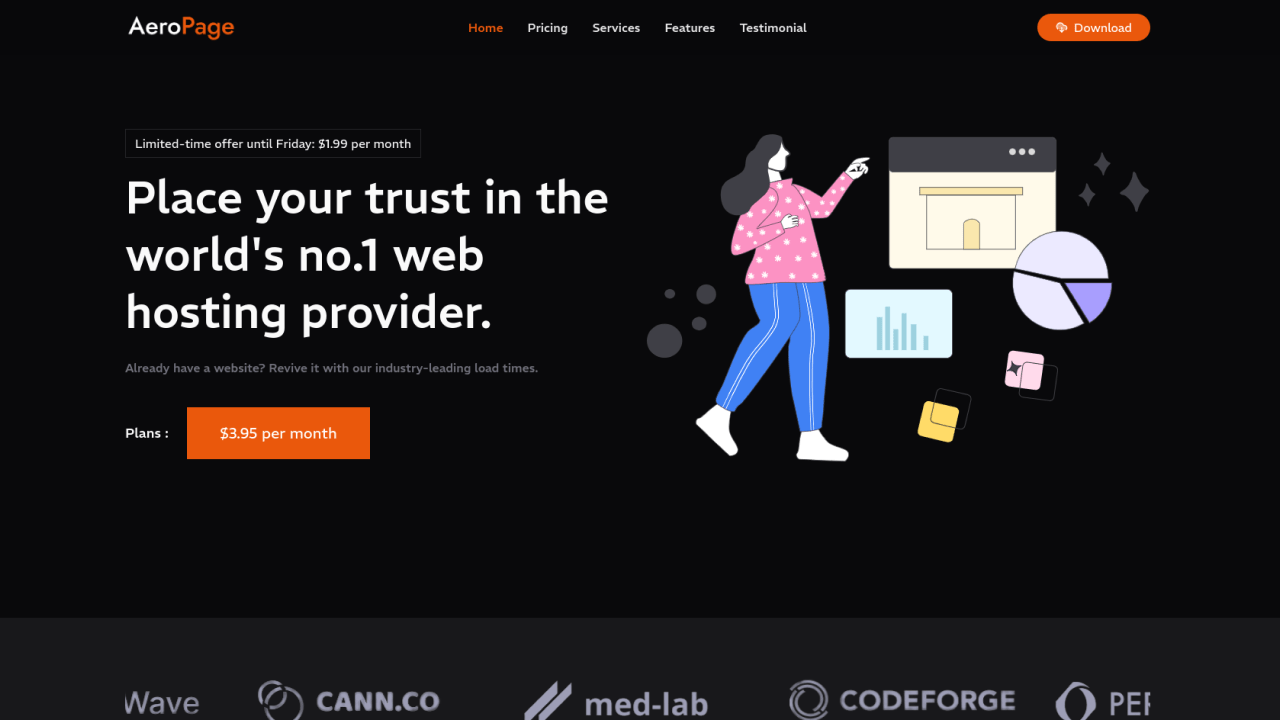 AeroPage
Home Pricing Services Features Testimonial
Download
Limited-time offer until Friday: $1.99 per month
Place your trust in the
world's no.1 web
hosting provider.
Already have a website? Revive it with our industry-leading load times.
Plans :
$3.95 per month
Wave
CANN.CO
med-lab
CODEFORGE